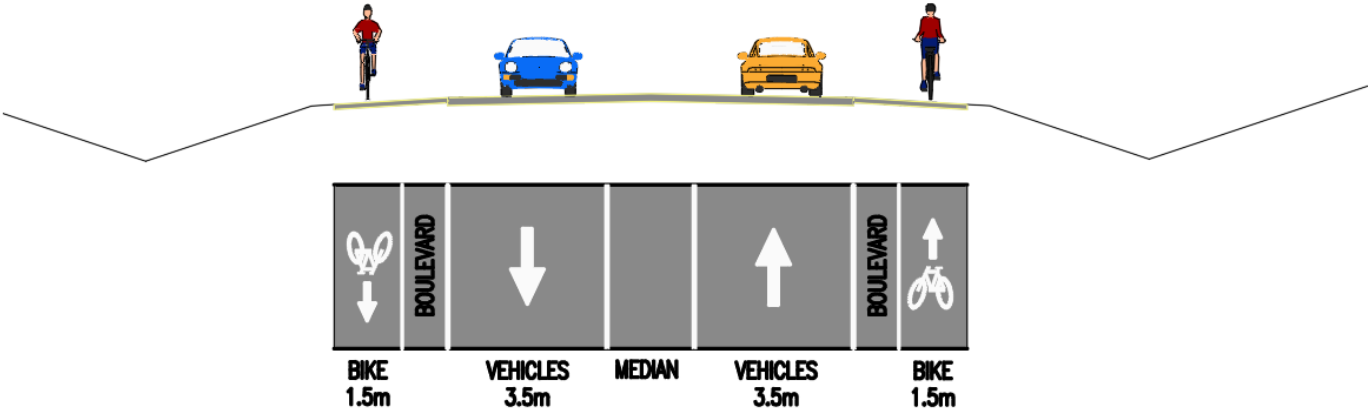 BOULEVARD
BOULEVARD
BIKE
1.5m
VEHICLES
3.5m
MEDIAN
VEHICLES
3.5m
BIKE
1.5m